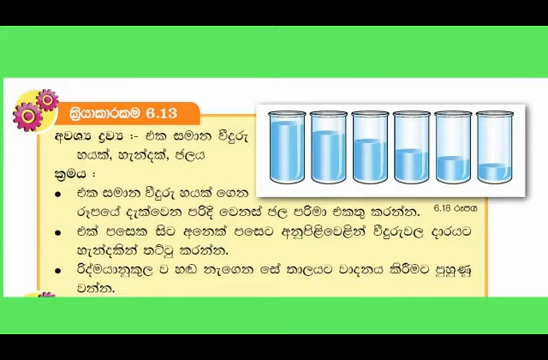 ක්‍රියාකාරකම 6.13
අවශ්‍ය ද්‍රව්‍ය :- එක සමාන වීදුරු
හයක්, හැන්දක්, ජලය
ක්‍රමය :
• එක සමාන වීදුරු හයක් ගෙන
රූපයේ දැක්වෙන පරිදි වෙනස් ජල පරිමා එකතු කරන්න.
6.18 රූපය
• එක් පසෙක සිට අනෙක් පසෙට අනුපිළිවෙළින් වීදුරුවල දාරයට
හැන්දකින් තට්ටු කරන්න.
• රිද්මයානුකූල ව හඬ නැගෙන සේ තාලයට වාදනය කිරීමට පුහුණු
වන්න.